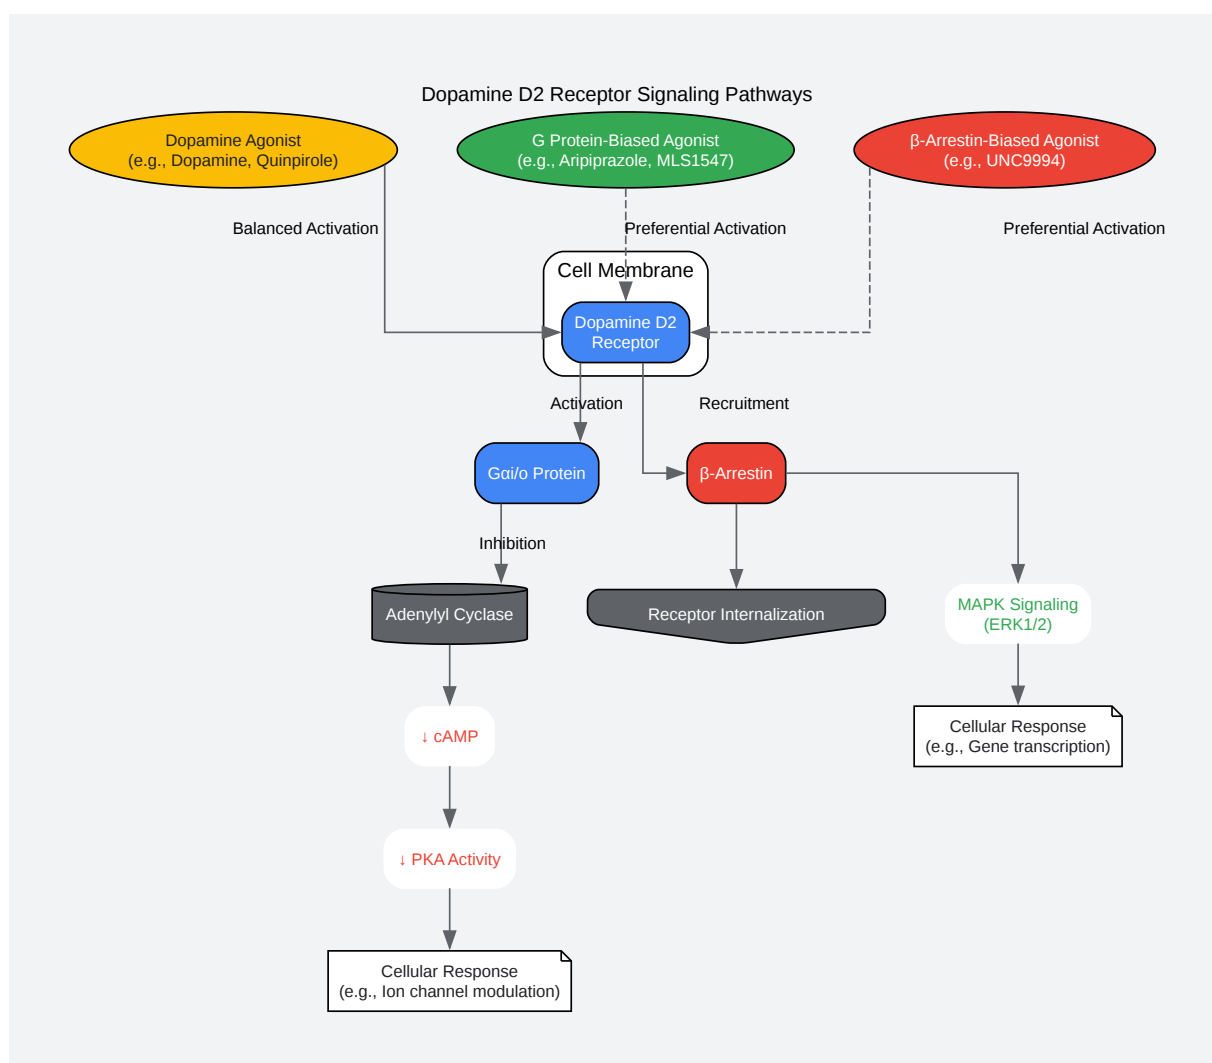 Dopamine D2 Receptor Signaling Pathways
Dopamine Agonist
(e.g., Dopamine, Quinpirole)
G Protein-Biased Agonist
(e.g., Aripiprazole, MLS1547)
β-Arrestin-Biased Agonist
(e.g., UNC9994)
Balanced Activation
Preferential Activation
Preferential Activation
Cell Membrane
Dopamine D2
Receptor
Activation
Recruitment
Gαi/o Protein
β-Arrestin
Inhibition
Adenylyl Cyclase
Receptor Internalization
MAPK Signaling
(ERK1/2)
↓ cAMP
Cellular Response
(e.g., Gene transcription)
↓ PKA Activity
Cellular Response
(e.g., Ion channel modulation)